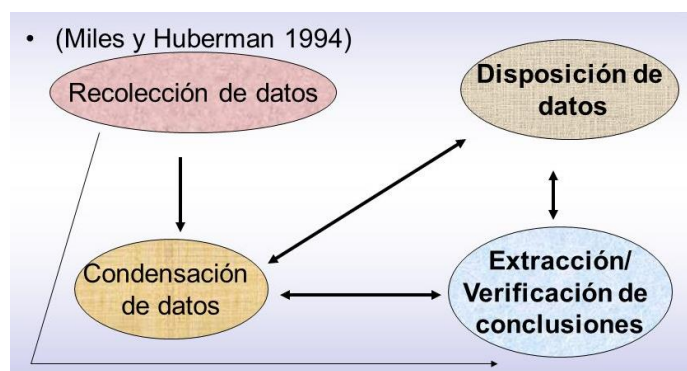 • (Miles y Huberman 1994)
Recolección de datos
Disposición de
datos
Condensación
de datos
Extracción/
Verificación de
conclusiones